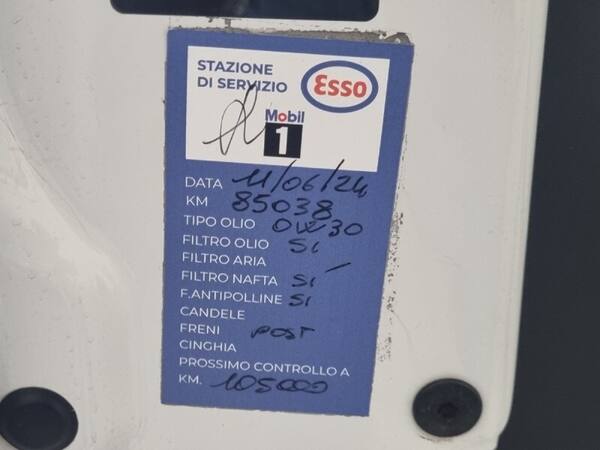 STAZIONE
DI SERVIZIO
Esso
Mobil
1
DATA 11/06/24
KM 85038
TIPO OLIO 0W30
FILTRO OLIO SI
FILTRO ARIA –
FILTRO NAFTA SI
F.ANTIPOLLINE SI
CANDELE
FRENI POST
CINGHIA
PROSSIMO CONTROLLO A
KM. 105000